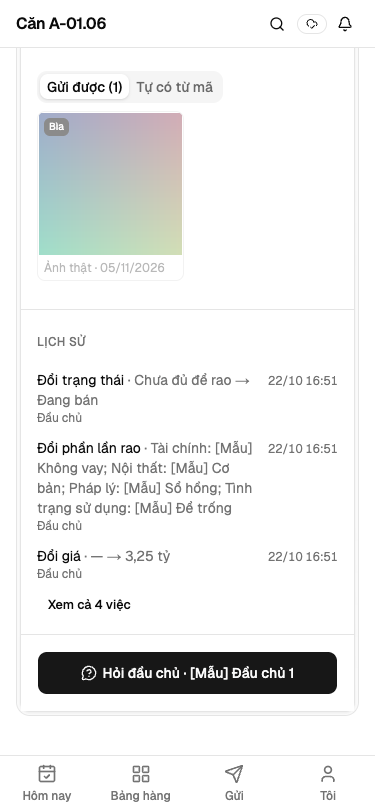 Căn A-01.06
Gửi được (1) Tự có từ mã
Bìa
Ảnh thật · 05/11/2026
LỊCH SỬ
Đổi trạng thái · Chưa đủ để rao → 22/10 16:51
Đang bán
Đầu chủ
Đổi phần lần rao · Tài chính: [Mẫu] 22/10 16:51
Không vay; Nội thất: [Mẫu] Cơ
bản; Pháp lý: [Mẫu] Sổ hồng; Tình
trạng sử dụng: [Mẫu] Để trống
Đầu chủ
Đổi giá · — → 3,25 tỷ 22/10 16:51
Đầu chủ
Xem cả 4 việc
Hỏi đầu chủ · [Mẫu] Đầu chủ 1
Hôm nay Bảng hàng Gửi Tôi